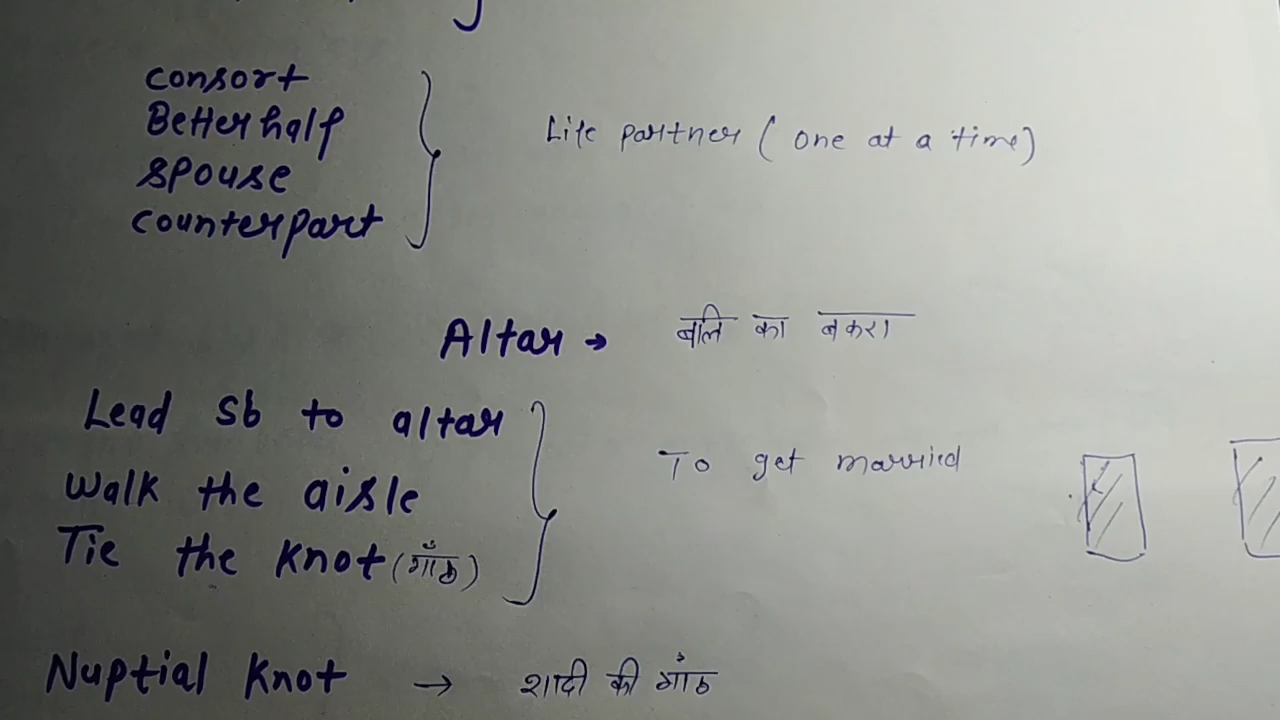 Consort
Better half
Spouse
Counterpart
Life partner ( one at a time)
Altar → बलि का बकरा
Lead Sb to altar
Walk the aisle
Tie the Knot (गाँठ)
To get married
Nuptial Knot → शादी की गांठ